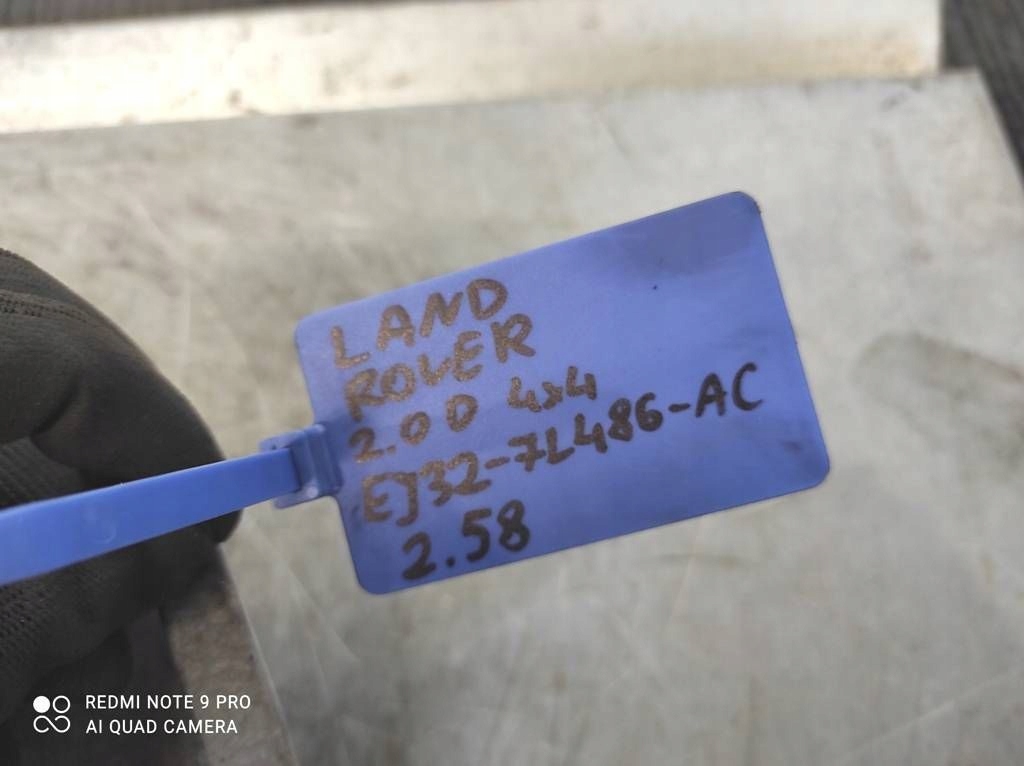 LAND
ROVER
2.0D 4x4
EJ32-7L486-AC
2.58
REDMI NOTE 9 PRO
AI QUAD CAMERA